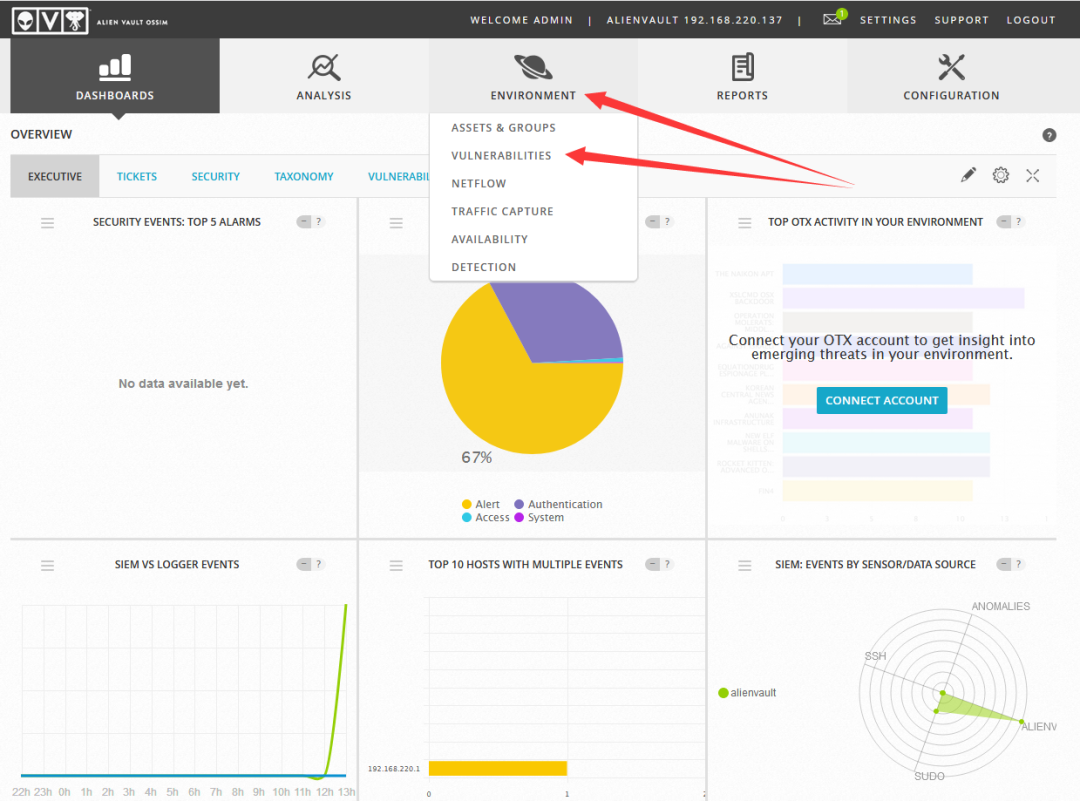 ALIEN VAULT OSSIM
WELCOME ADMIN | ALIENVAULT 192.168.220.137 | 1 SETTINGS SUPPORT LOGOUT
DASHBOARDS ANALYSIS ENVIRONMENT REPORTS CONFIGURATION
OVERVIEW ?
ASSETS & GROUPS
VULNERABILITIES
NETFLOW
TRAFFIC CAPTURE
AVAILABILITY
DETECTION
EXECUTIVE TICKETS SECURITY TAXONOMY VULNERABIL
SECURITY EVENTS: TOP 5 ALARMS − ?
No data available yet.
− ?
67%
Alert Authentication
Access System
TOP OTX ACTIVITY IN YOUR ENVIRONMENT − ?
Connect your OTX account to get insight into
emerging threats in your environment.
CONNECT ACCOUNT
SIEM VS LOGGER EVENTS − ?
22h 23h 0h 1h 2h 3h 4h 5h 6h 7h 8h 9h 10h 11h 12h 13h
TOP 10 HOSTS WITH MULTIPLE EVENTS − ?
192.168.220.1
0 1 2
SIEM: EVENTS BY SENSOR/DATA SOURCE − ?
ANOMALIES
SSH
alienvault
ALIENV
SUDO